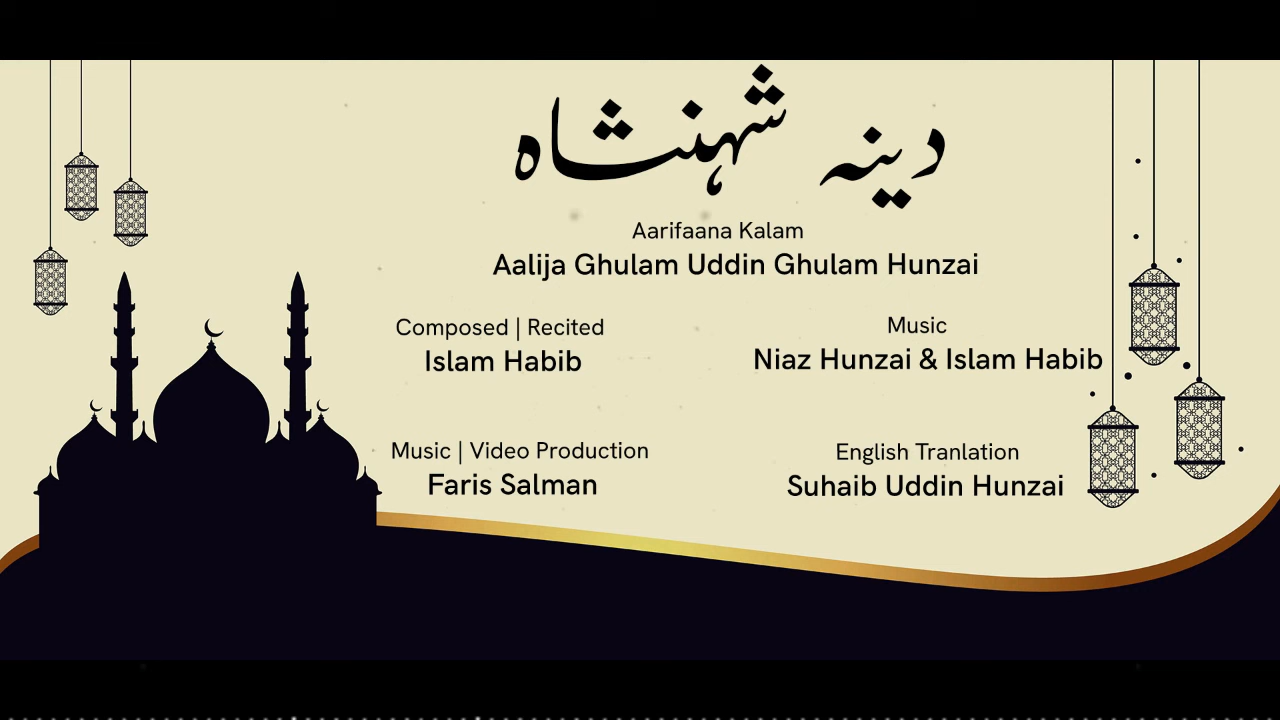 دینہ شہنشاہ
Aarifaana Kalam
Aalija Ghulam Uddin Ghulam Hunzai
Composed | Recited
Islam Habib
Music
Niaz Hunzai & Islam Habib
Music | Video Production
Faris Salman
English Tranlation
Suhaib Uddin Hunzai